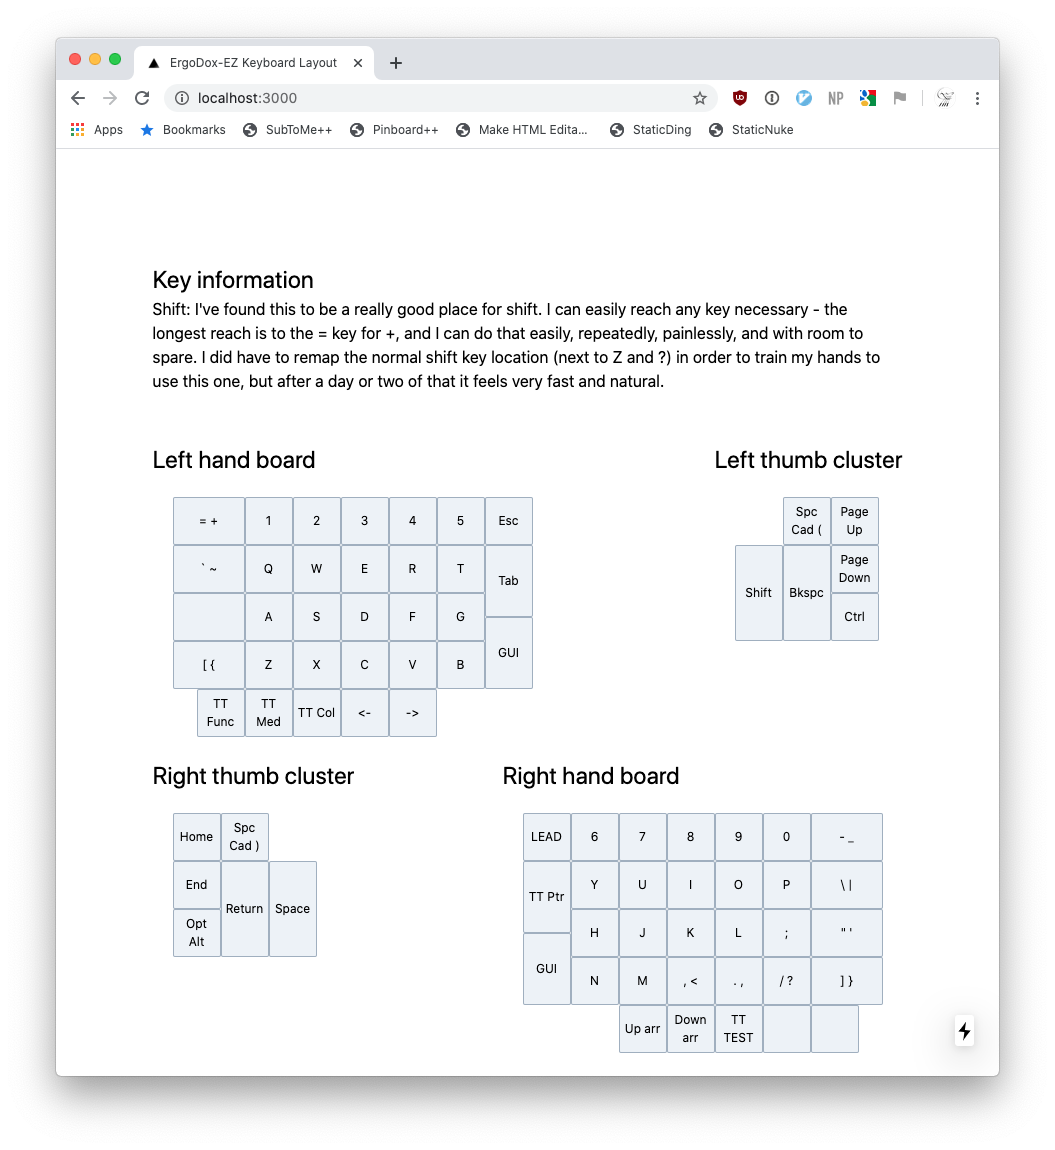 ErgoDox-EZ Keyboard Layout
localhost:3000
NP
Apps
Bookmarks
SubToMe++
Pinboard++
Make HTML Edita...
StaticDing
StaticNuke
Key information
Shift: I've found this to be a really good place for shift. I can easily reach any key necessary - the
longest reach is to the = key for +, and I can do that easily, repeatedly, painlessly, and with room to
spare. I did have to remap the normal shift key location (next to Z and ?) in order to train my hands to
use this one, but after a day or two of that it feels very fast and natural.
Left hand board
= + 1 2 3 4 5 Esc
` ~ Q W E R T
Tab
A S D F G
GUI
[ { Z X C V B
TT Func
TT Med
TT Col
<-
->
Left thumb cluster
Spc Cad (
Page Up
Page Down
Shift
Bkspc
Ctrl
Right thumb cluster
Home
Spc Cad )
End
Return
Space
Opt Alt
Right hand board
LEAD 6 7 8 9 0 - _
Y U I O P \ |
TT Ptr
H J K L ; " '
GUI
N M , < . , / ? ] }
Up arr
Down arr
TT TEST